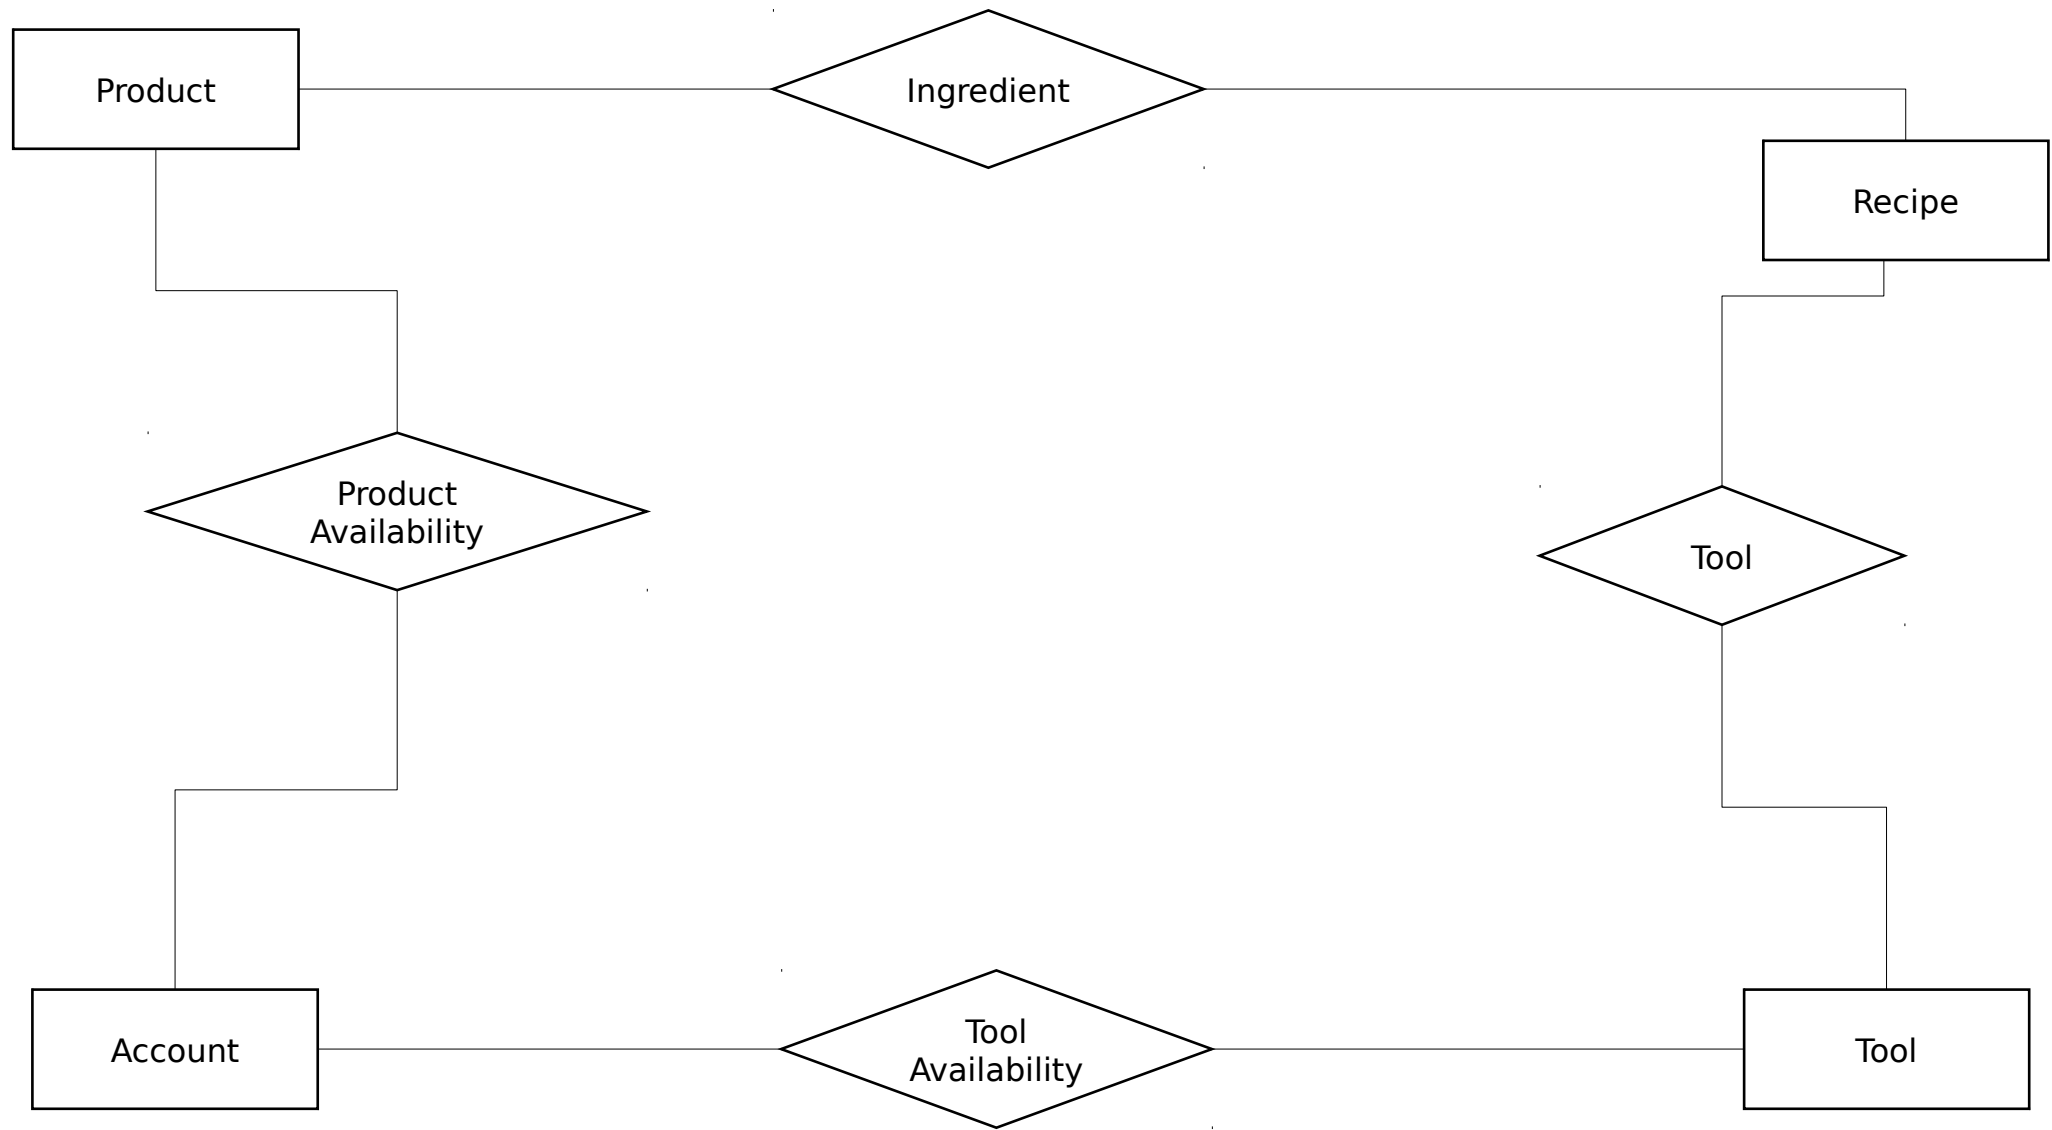 Product
Ingredient
Recipe
Product
Availability
Tool
Account
Tool
Availability
Tool